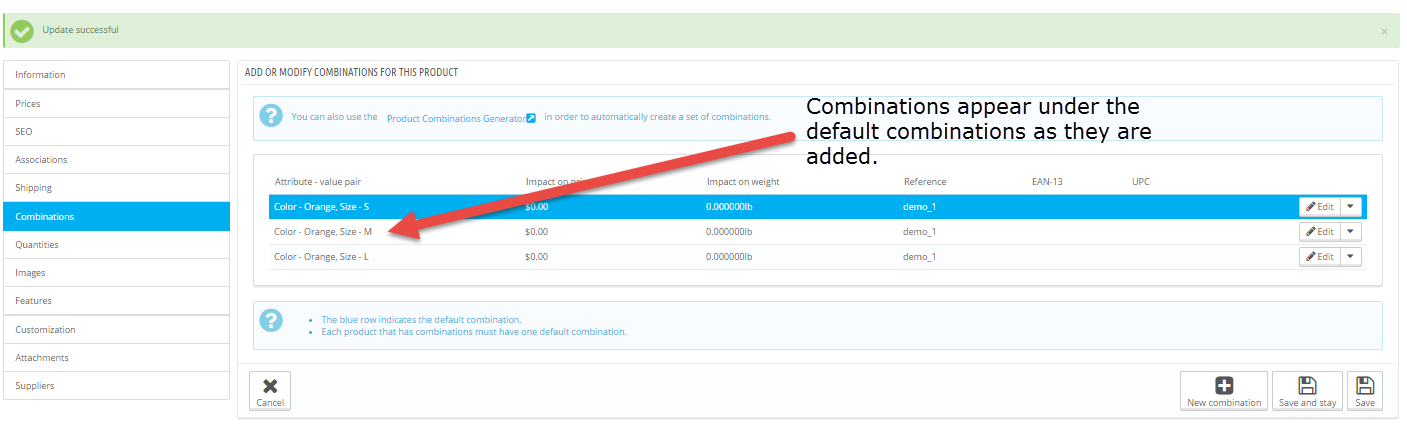 Update successful
×
Information
Prices
SEO
Associations
Shipping
Combinations
Quantities
Images
Features
Customization
Attachments
Suppliers
ADD OR MODIFY COMBINATIONS FOR THIS PRODUCT
You can also use the Product Combinations Generator in order to automatically create a set of combinations.
Combinations appear under the
default combinations as they are
added.
Attribute - value pair Impact on Impact on weight Reference EAN-13 UPC
Color - Orange, Size - S $0.00 0.000000lb demo_1 Edit
Color - Orange, Size - M $0.00 0.000000lb demo_1 Edit
Color - Orange, Size - L $0.00 0.000000lb demo_1 Edit
The blue row indicates the default combination.
Each product that has combinations must have one default combination.
Cancel New combination Save and stay Save